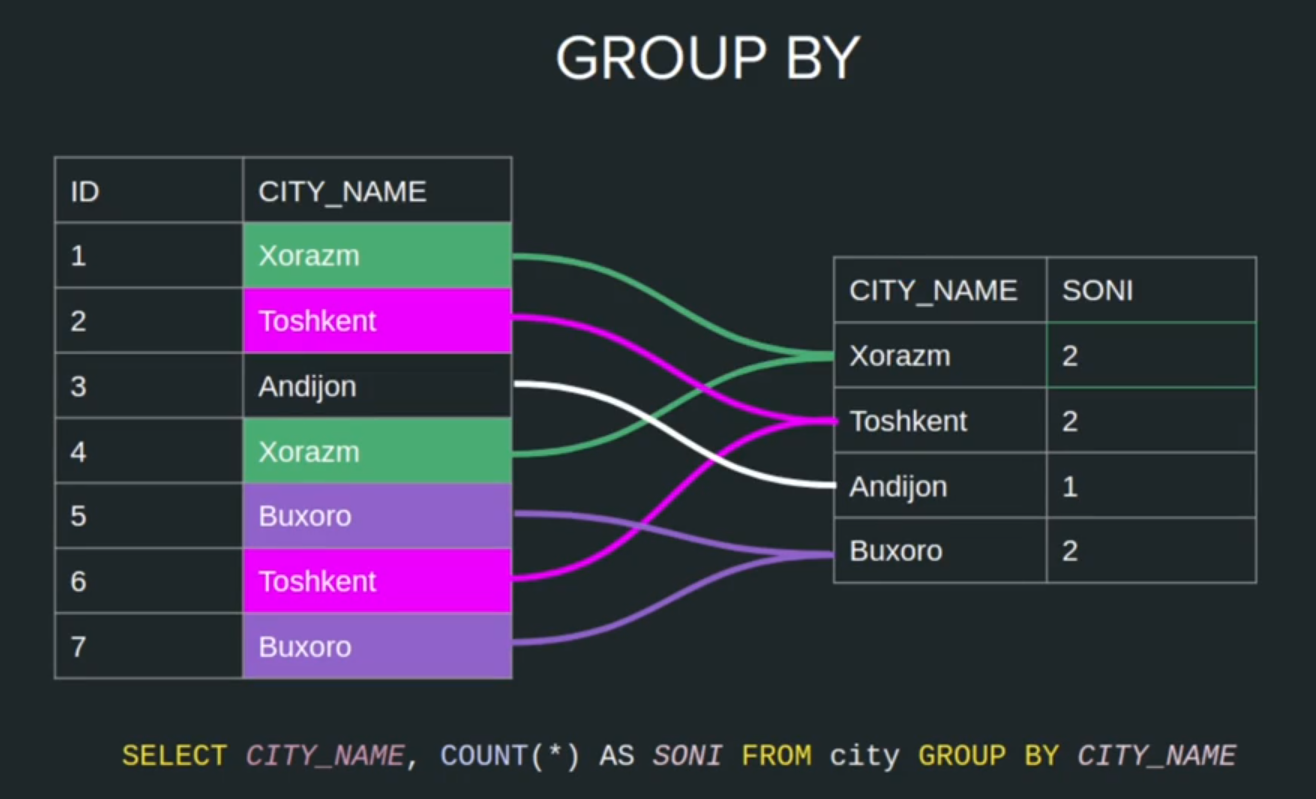 GROUP BY
ID CITY_NAME
1 Xorazm
2 Toshkent
3 Andijon
4 Xorazm
5 Buxoro
6 Toshkent
7 Buxoro
CITY_NAME SONI
Xorazm 2
Toshkent 2
Andijon 1
Buxoro 2
SELECT CITY_NAME, COUNT(*) AS SONI FROM city GROUP BY CITY_NAME